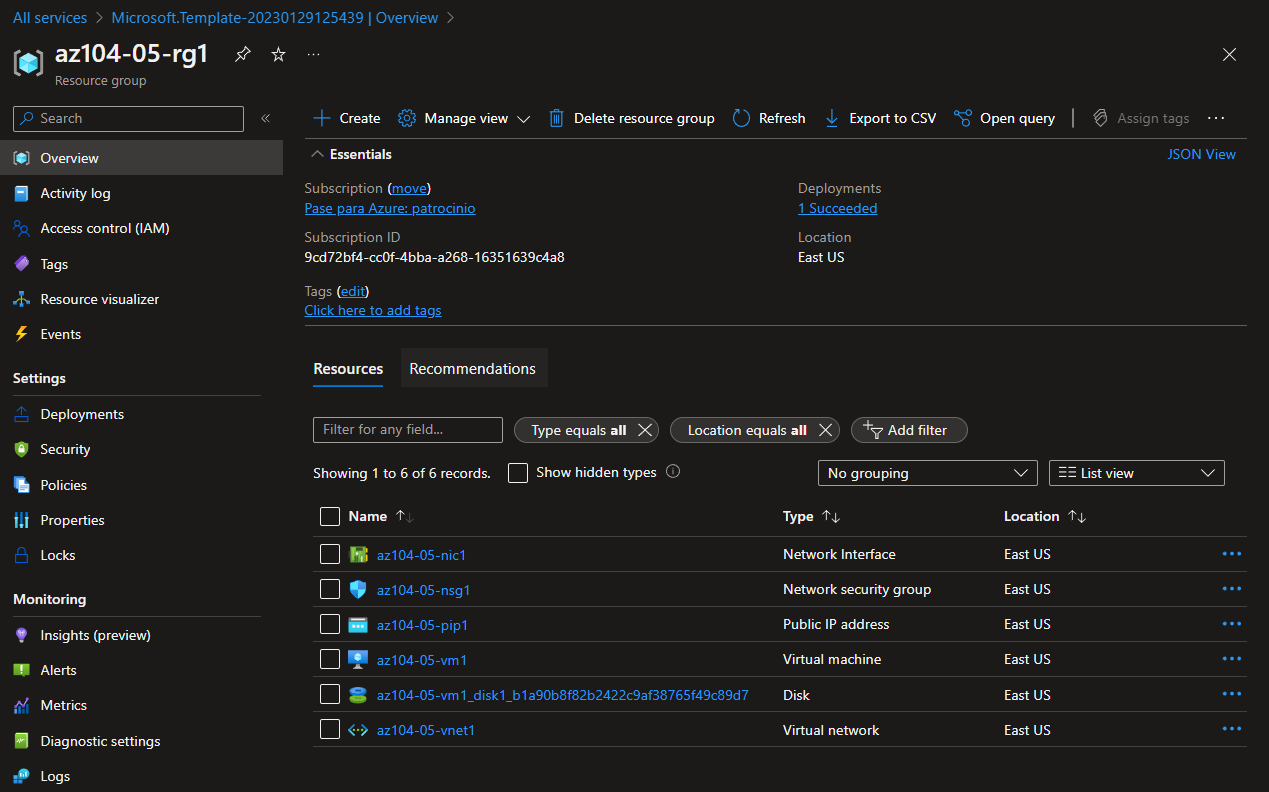 All services > Microsoft.Template-20230129125439 | Overview >
az104-05-rg1 ...
Resource group
Search «
Overview
Activity log
Access control (IAM)
Tags
Resource visualizer
Events
Settings
Deployments
Security
Policies
Properties
Locks
Monitoring
Insights (preview)
Alerts
Metrics
Diagnostic settings
Logs
Create Manage view Delete resource group Refresh Export to CSV Open query | Assign tags ...
Essentials JSON View
Subscription (move)
Pase para Azure: patrocinio
Subscription ID
9cd72bf4-cc0f-4bba-a268-16351639c4a8
Tags (edit)
Click here to add tags
Deployments
1 Succeeded
Location
East US
Resources Recommendations
Filter for any field... Type equals all Location equals all Add filter
Showing 1 to 6 of 6 records. Show hidden types No grouping List view
Name Type Location
az104-05-nic1 Network Interface East US ...
az104-05-nsg1 Network security group East US ...
az104-05-pip1 Public IP address East US ...
az104-05-vm1 Virtual machine East US ...
az104-05-vm1_disk1_b1a90b8f82b2422c9af38765f49c89d7 Disk East US ...
az104-05-vnet1 Virtual network East US ...